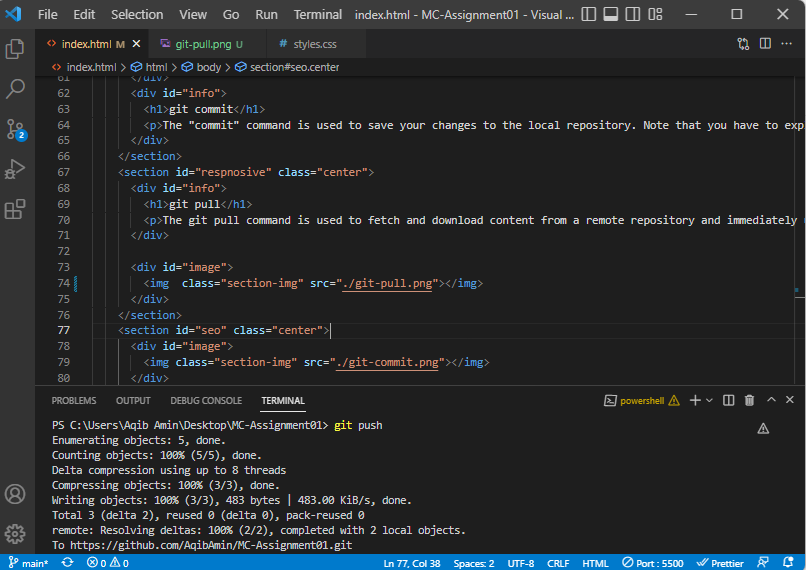 File Edit Selection View Go Run Terminal index.html - MC-Assignment01 - Visual ...
index.html M git-pull.png U # styles.css
index.html > html > body > section#seo.center
61 </div>
62 <div id="info">
63 <h1>git commit</h1>
64 <p>The "commit" command is used to save your changes to the local repository. Note that you have to exp
65 </div>
66 </section>
67 <section id="respnosive" class="center">
68 <div id="info">
69 <h1>git pull</h1>
70 <p>The git pull command is used to fetch and download content from a remote repository and immediately
71 </div>
72
73 <div id="image">
74 <img  class="section-img" src="./git-pull.png"></img>
75 </div>
76 </section>
77 <section id="seo" class="center">
78 <div id="image">
79 <img class="section-img" src="./git-commit.png"></img>
80 </div>
2
PROBLEMS OUTPUT DEBUG CONSOLE TERMINAL powershell
PS C:\Users\Aqib Amin\Desktop\MC-Assignment01> git push
Enumerating objects: 5, done.
Counting objects: 100% (5/5), done.
Delta compression using up to 8 threads
Compressing objects: 100% (3/3), done.
Writing objects: 100% (3/3), 483 bytes | 483.00 KiB/s, done.
Total 3 (delta 2), reused 0 (delta 0), pack-reused 0
remote: Resolving deltas: 100% (2/2), completed with 2 local objects.
To https://github.com/AqibAmin/MC-Assignment01.git
main* 0 0 Ln 77, Col 38 Spaces: 2 UTF-8 CRLF HTML Port : 5500 Prettier